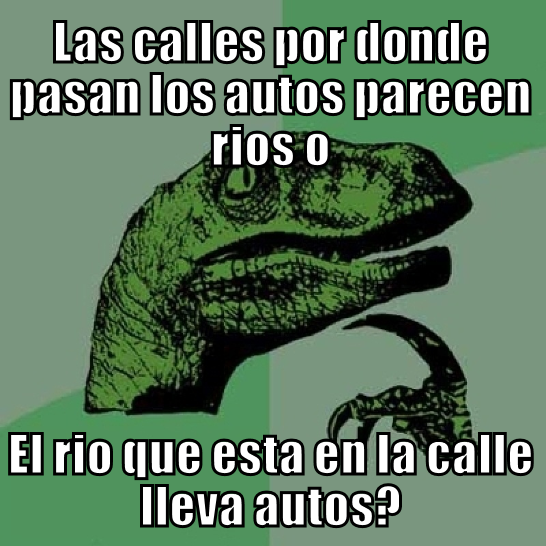 Las calles por donde
pasan los autos parecen
rios o
El rio que esta en la calle
lleva autos?